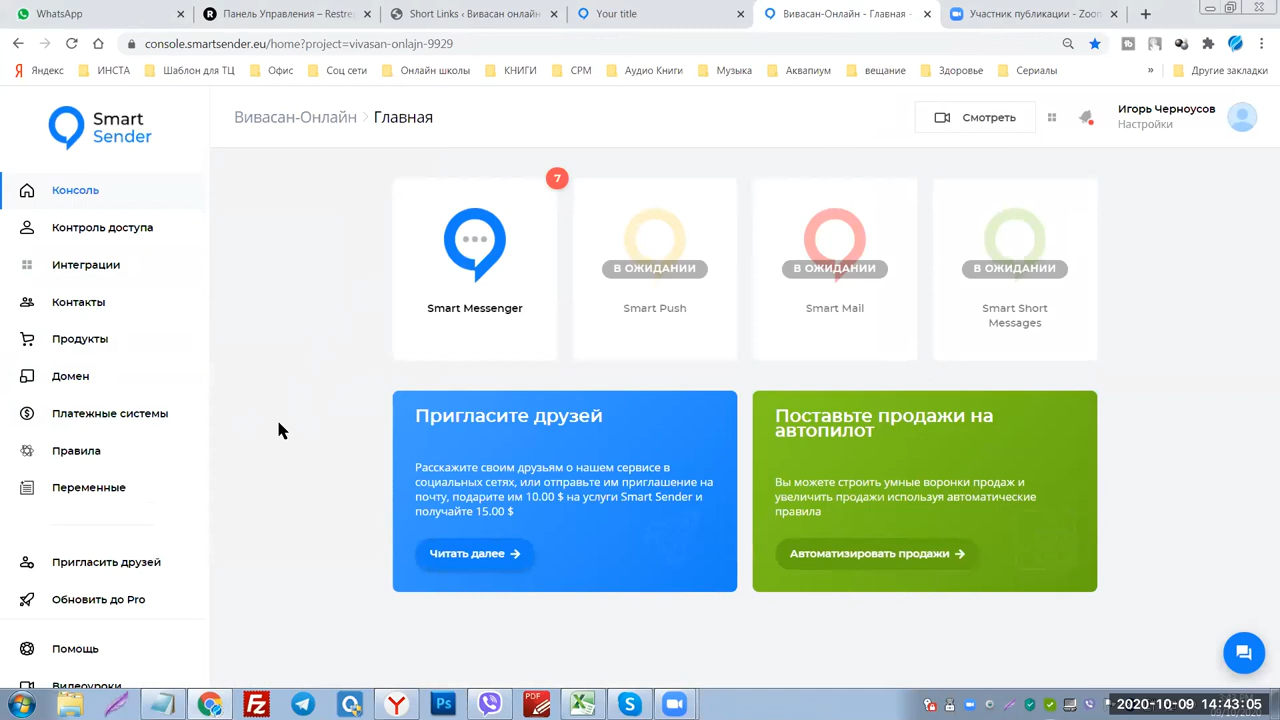 WhatsApp
Панель Управления – Restre
Short Links ‹ Вивасан онлайн
Your title
Вивасан-Онлайн - Главная -
Участник публикации - Zoom
console.smartsender.eu/home?project=vivasan-onlajn-9929
Яндекс
ИНСТА
Шаблон для ТЦ
Офис
Соц сети
Онлайн школы
КНИГИ
СРМ
Аудио Книги
Музыка
Аквапиум
вещание
Здоровье
Сериалы
»
Другие закладки
Smart
Sender
Вивасан-Онлайн > Главная
Смотреть
Игорь Черноусов
Настройки
Консоль
Контроль доступа
Интеграции
Контакты
Продукты
Домен
Платежные системы
Правила
Переменные
Пригласить друзей
Обновить до Pro
Помощь
Видеоуроки
7
Smart Messenger
В ОЖИДАНИИ
Smart Push
В ОЖИДАНИИ
Smart Mail
В ОЖИДАНИИ
Smart Short
Messages
Пригласите друзей
Расскажите своим друзьям о нашем сервисе в
социальных сетях, или отправьте им приглашение на
почту, подарите им 10.00 $ на услуги Smart Sender и
получайте 15.00 $
Читать далее →
Поставьте продажи на
автопилот
Вы можете строить умные воронки продаж и
увеличить продажи используя автоматические
правила
Автоматизировать продажи →
Ps
PDF
2020-10-09 14:43:05